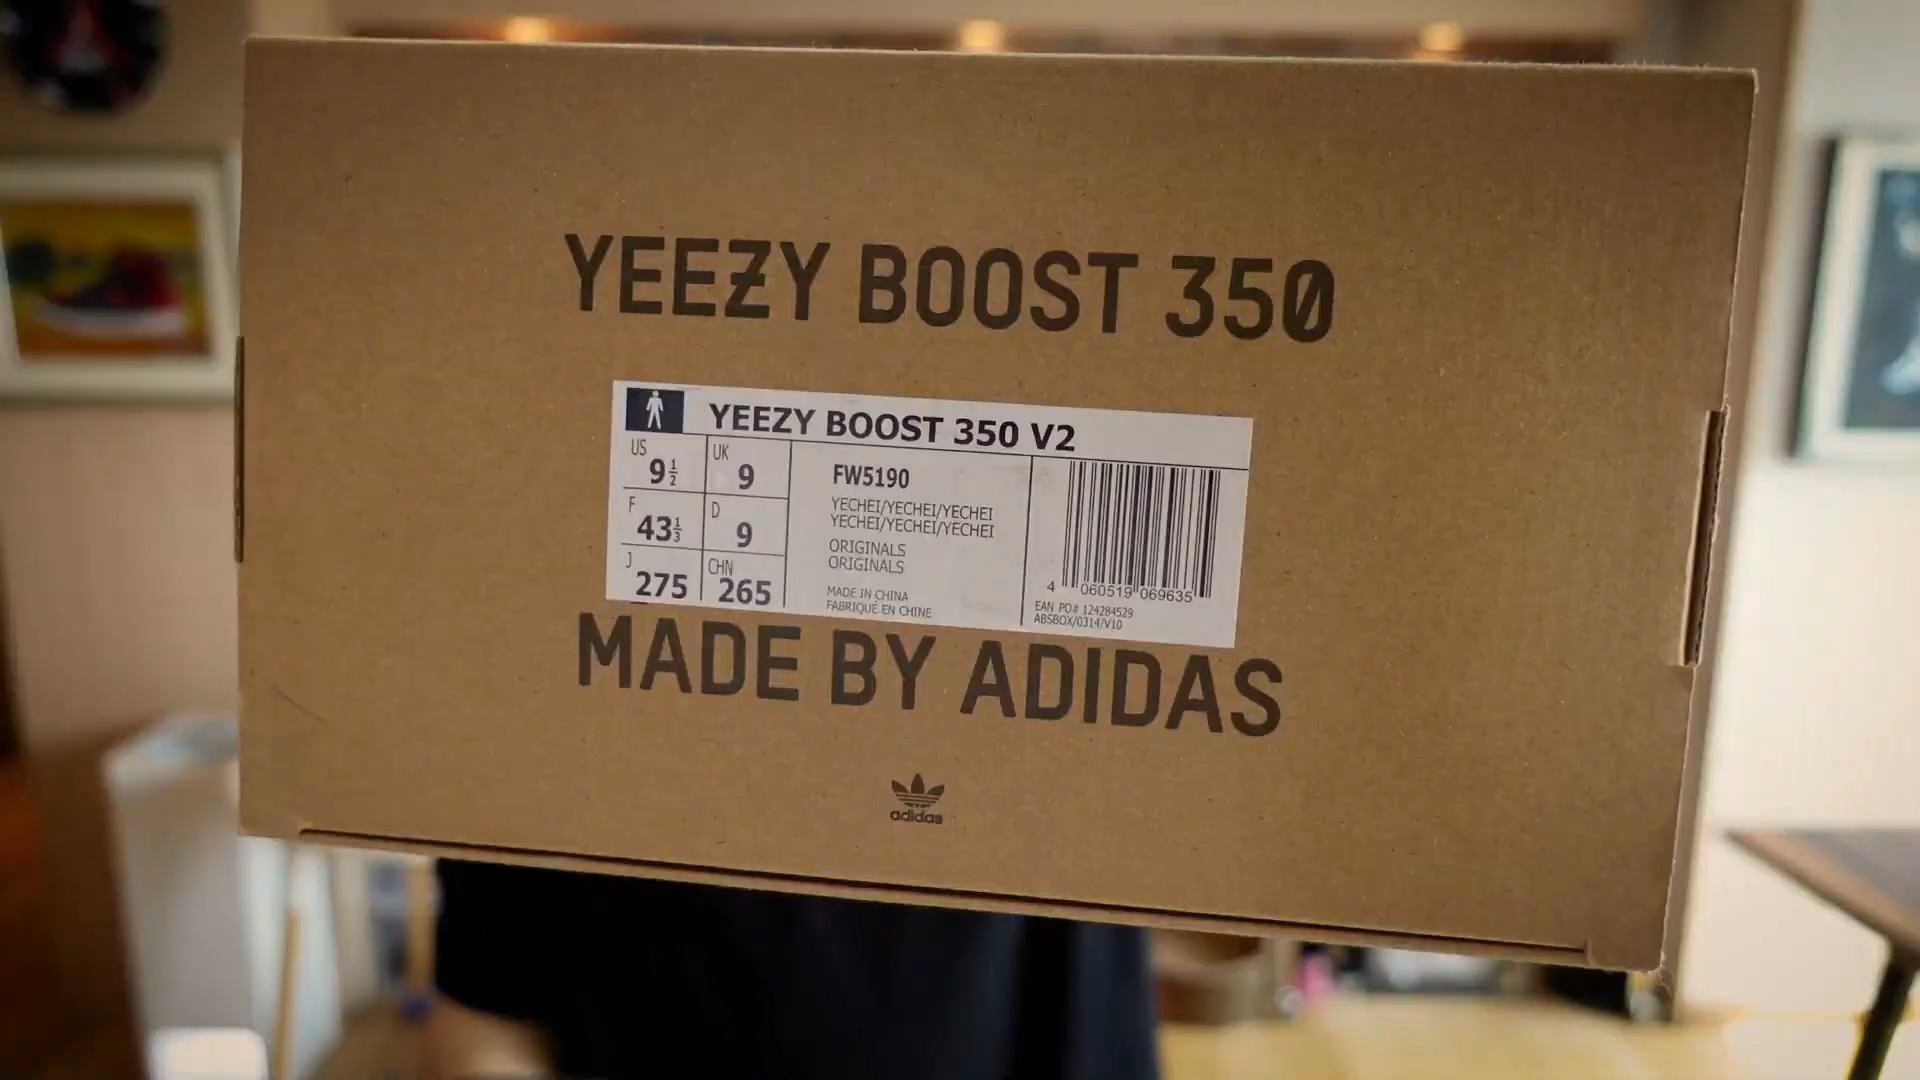 YEEZY BOOST 350
YEEZY BOOST 350 V2
US 9½ UK 9
F 43⅓ D 9
J 275 CHN 265
FW5190
YECHEI/YECHEI/YECHEI
YECHEI/YECHEI/YECHEI
ORIGINALS
ORIGINALS
MADE IN CHINA
FABRIQUÉ EN CHINE
4 060519 069635
EAN PO# 124284529
ABSBOX/0314/V10
MADE BY ADIDAS
adidas